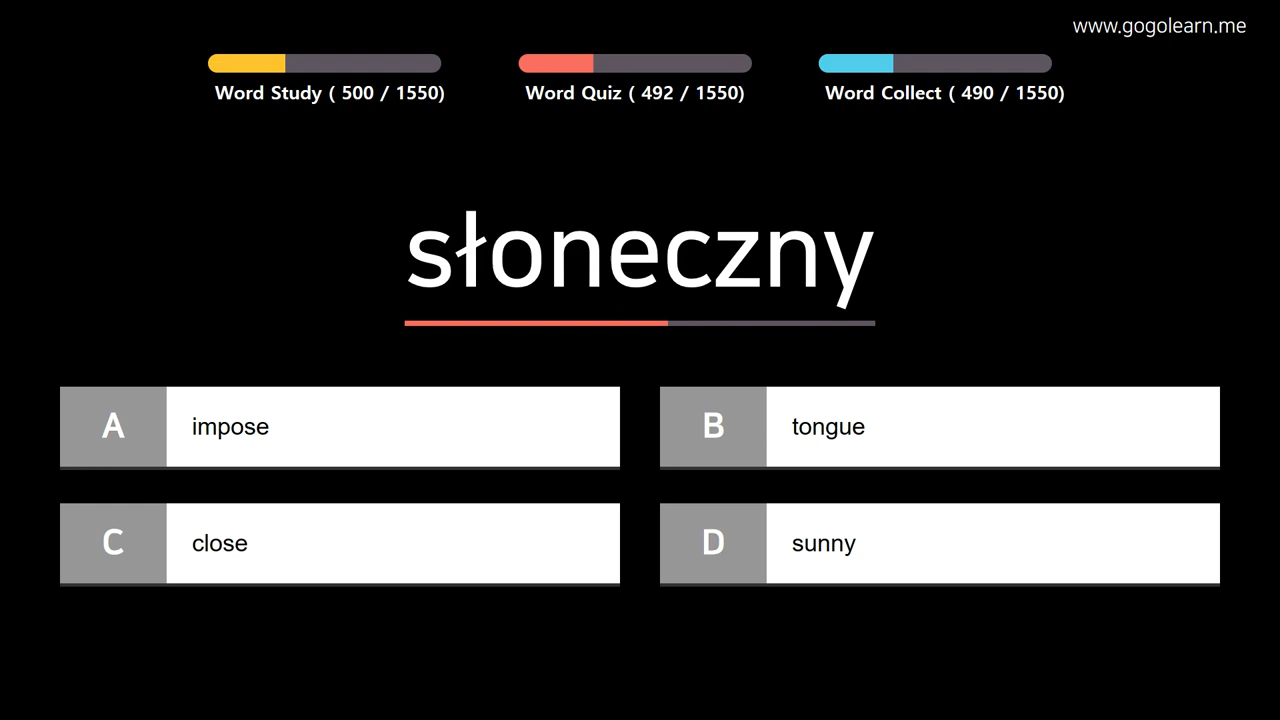 www.gogolearn.me
Word Study ( 500 / 1550)
Word Quiz ( 492 / 1550)
Word Collect ( 490 / 1550)
słoneczny
A impose
B tongue
C close
D sunny